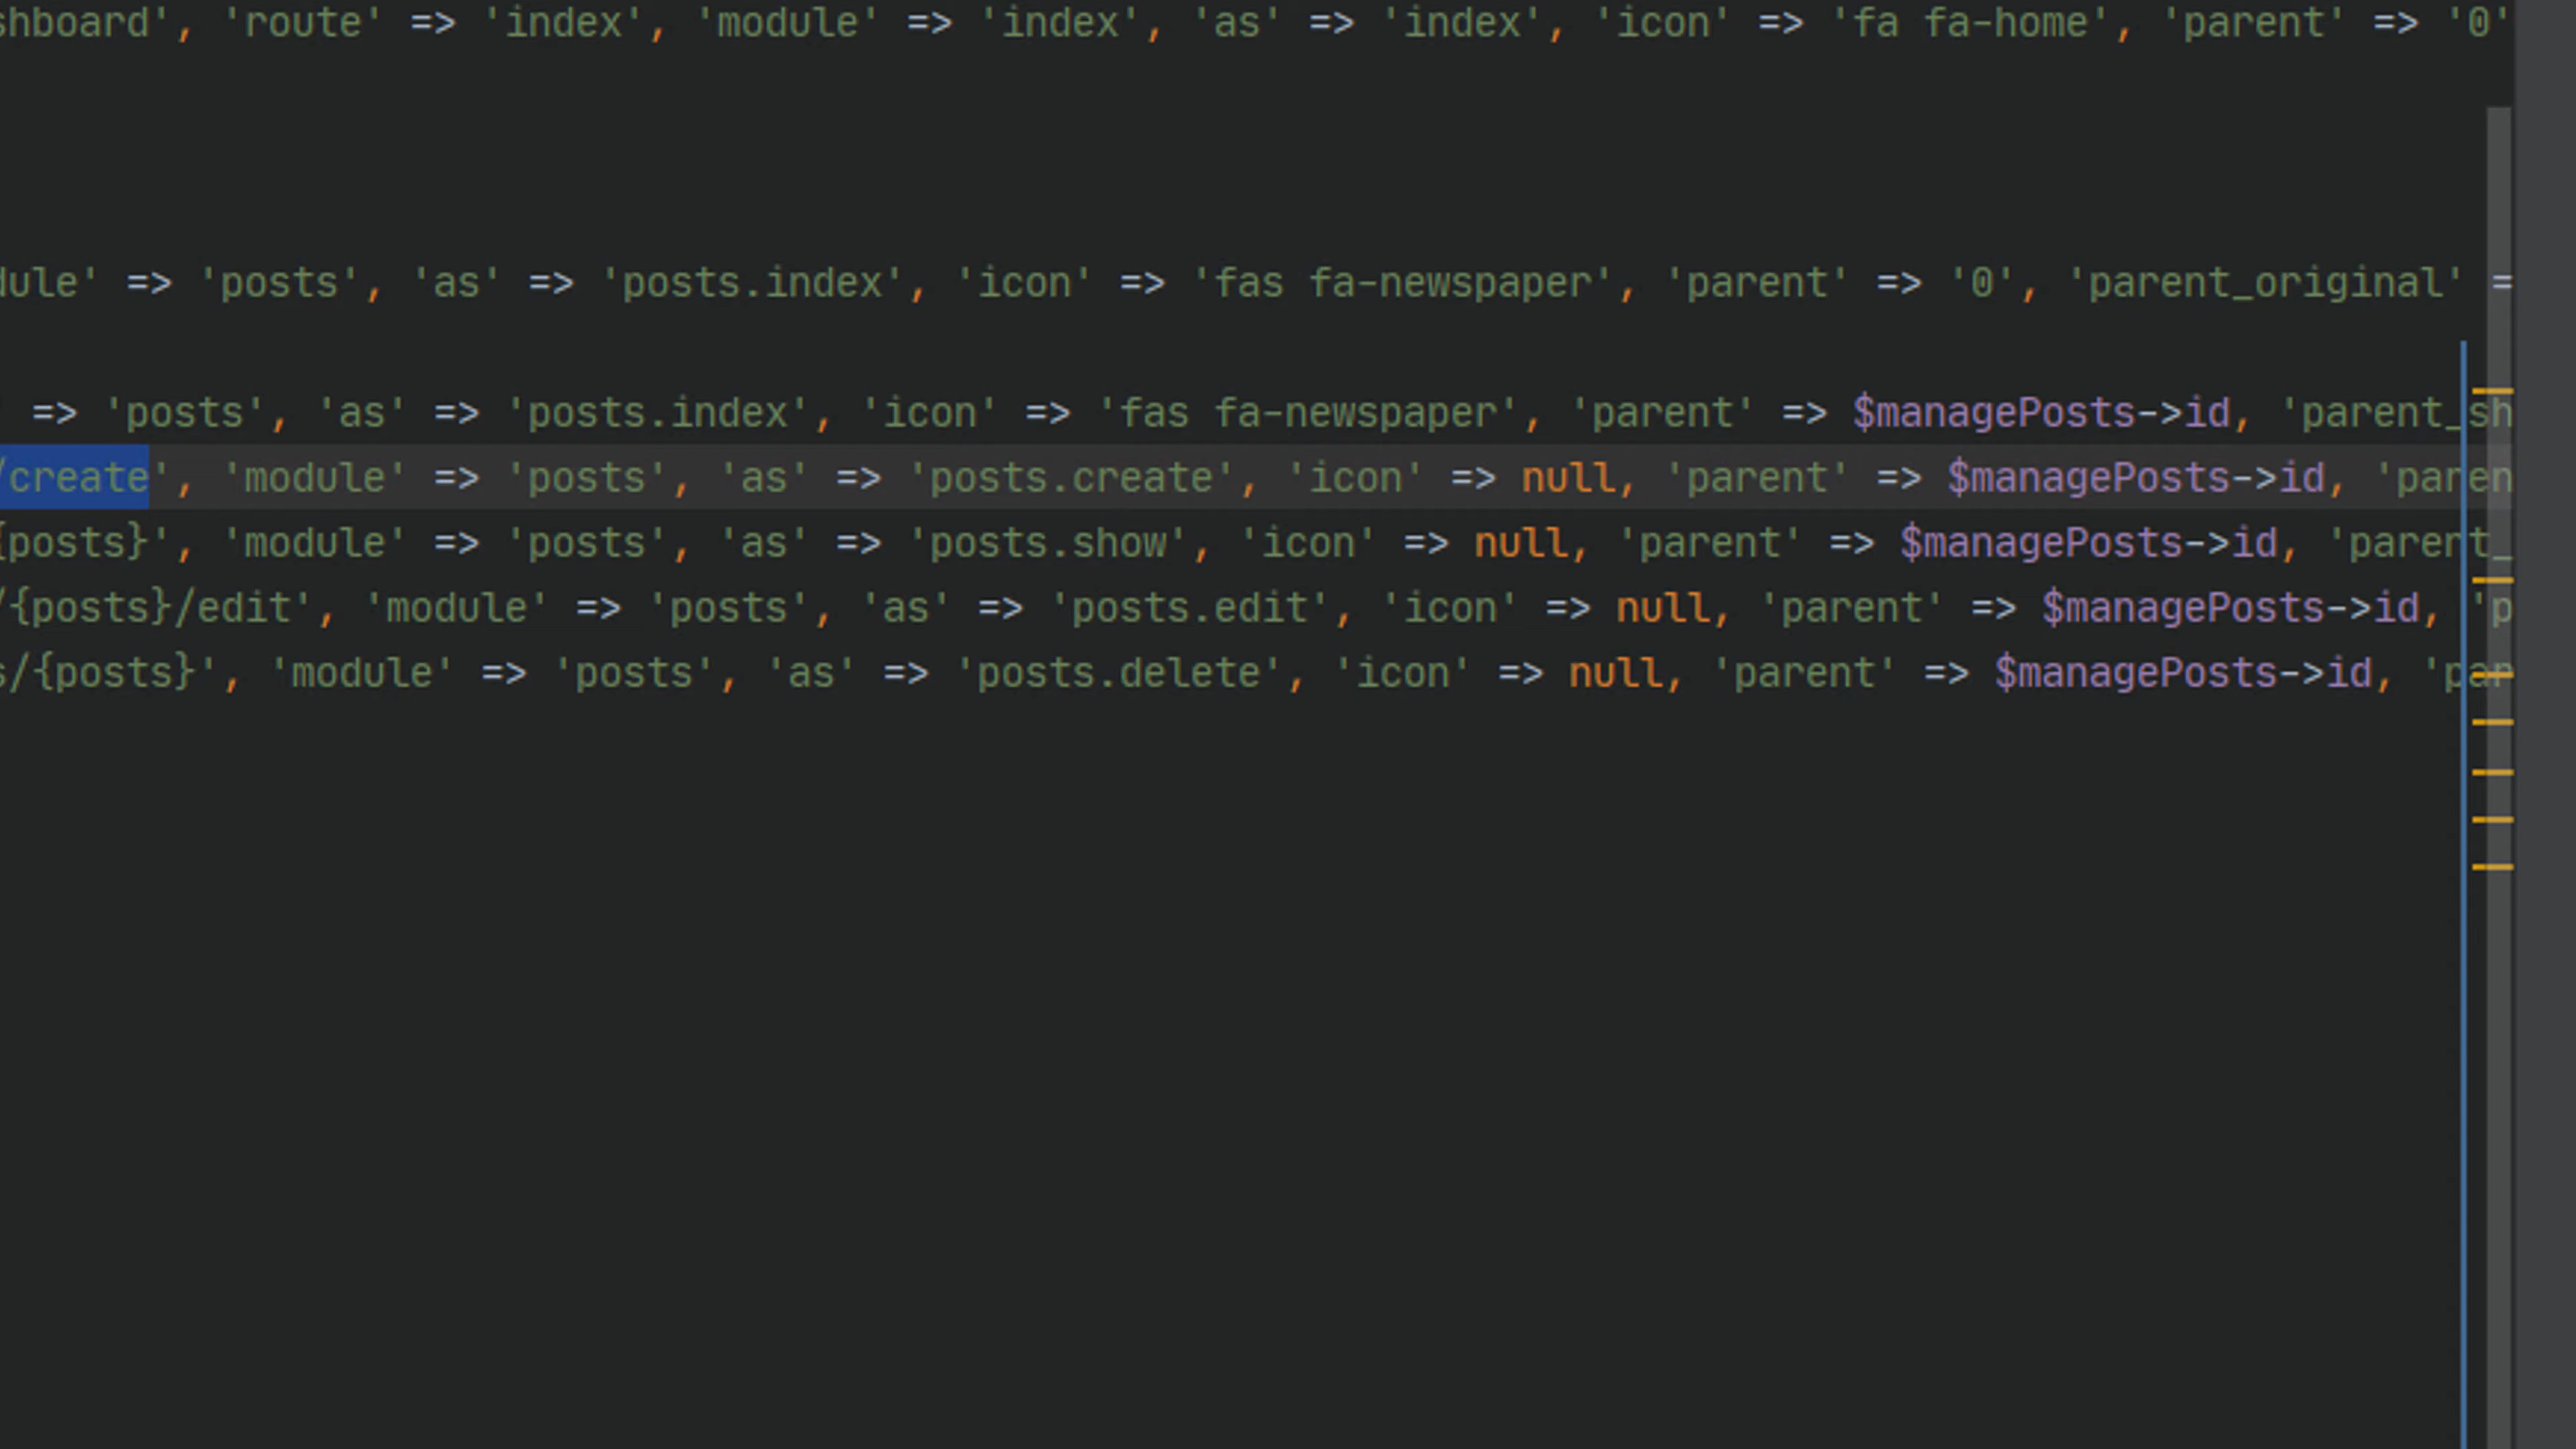 shboard', 'route' => 'index', 'module' => 'index', 'as' => 'index', 'icon' => 'fa fa-home', 'parent' => '0'
dule' => 'posts', 'as' => 'posts.index', 'icon' => 'fas fa-newspaper', 'parent' => '0', 'parent_original' =
' => 'posts', 'as' => 'posts.index', 'icon' => 'fas fa-newspaper', 'parent' => $managePosts->id, 'parent_sh
/create', 'module' => 'posts', 'as' => 'posts.create', 'icon' => null, 'parent' => $managePosts->id, 'paren
{posts}', 'module' => 'posts', 'as' => 'posts.show', 'icon' => null, 'parent' => $managePosts->id, 'parent_
/{posts}/edit', 'module' => 'posts', 'as' => 'posts.edit', 'icon' => null, 'parent' => $managePosts->id, 'p
s/{posts}', 'module' => 'posts', 'as' => 'posts.delete', 'icon' => null, 'parent' => $managePosts->id, 'par